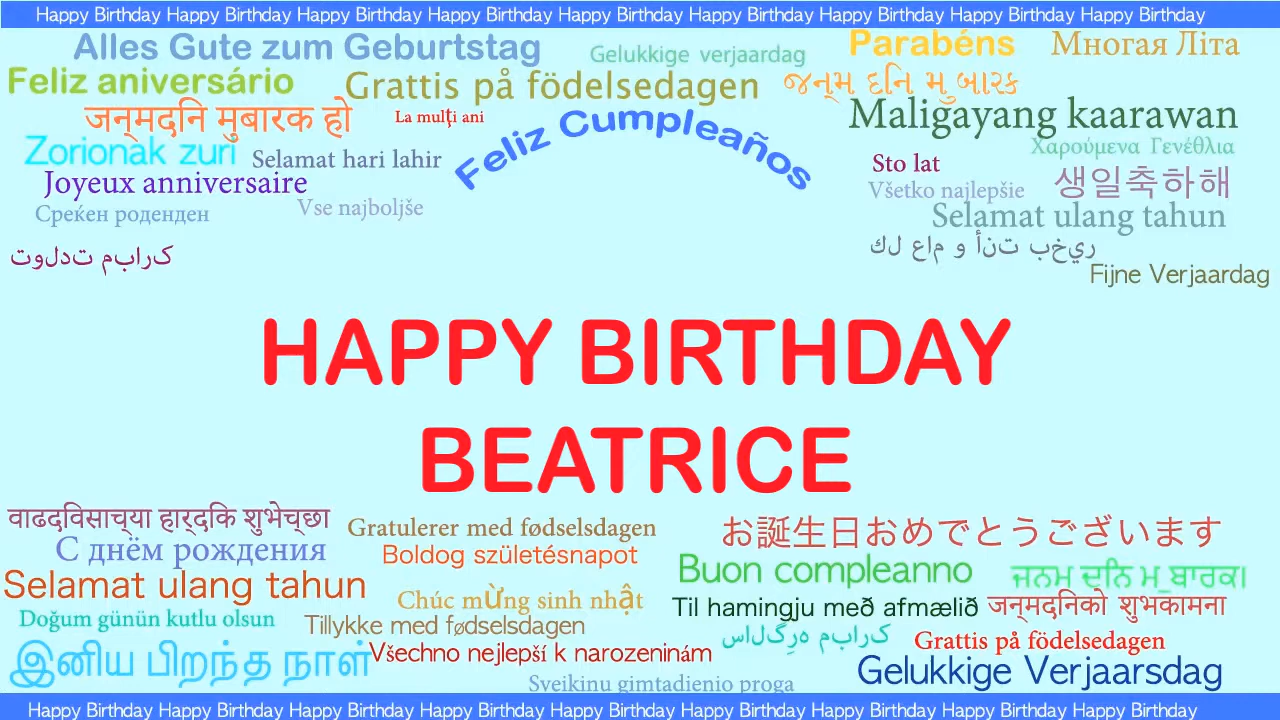 Happy Birthday Happy Birthday Happy Birthday Happy Birthday Happy Birthday Happy Birthday Happy Birthday Happy Birthday Happy Birthday
Alles Gute zum Geburtstag
Gelukkige verjaardag
Parabéns
Многая Літа
Feliz aniversário
Grattis på födelsedagen
જન્મ દિન મુબારક
जन्मदिन मुबारक हो
La mulţi ani
Feliz Cumpleaños
Maligayang kaarawan
Zorionak zuri
Selamat hari lahir
Χαρούμενα Γενέθλια
Sto lat
Joyeux anniversaire
Všetko najlepšie
생일축하해
Среќен роденден
Vse najboljše
Selamat ulang tahun
تولدت مبارک
كل عام و أنت بخير
Fijne Verjaardag
HAPPY BIRTHDAY
BEATRICE
वाढदिवसाच्या हार्दिक शुभेच्छा
Gratulerer med fødselsdagen
お誕生日おめでとうございます
С днём рождения
Boldog születésnapot
Buon compleanno
ਜਨਮ ਦਿਨ ਮੁਬਾਰਕ।
Selamat ulang tahun
Chúc mừng sinh nhật
Til hamingju með afmælið
जन्मदिनको शुभकामना
Doğum günün kutlu olsun
Tillykke med fødselsdagen
سالگرہ مبارک
Grattis på födelsedagen
இனிய பிறந்த நாள்
Všechno nejlepší k narozeninám
Gelukkige Verjaarsdag
Sveikinu gimtadienio proga
Happy Birthday Happy Birthday Happy Birthday Happy Birthday Happy Birthday Happy Birthday Happy Birthday Happy Birthday Happy Birthday